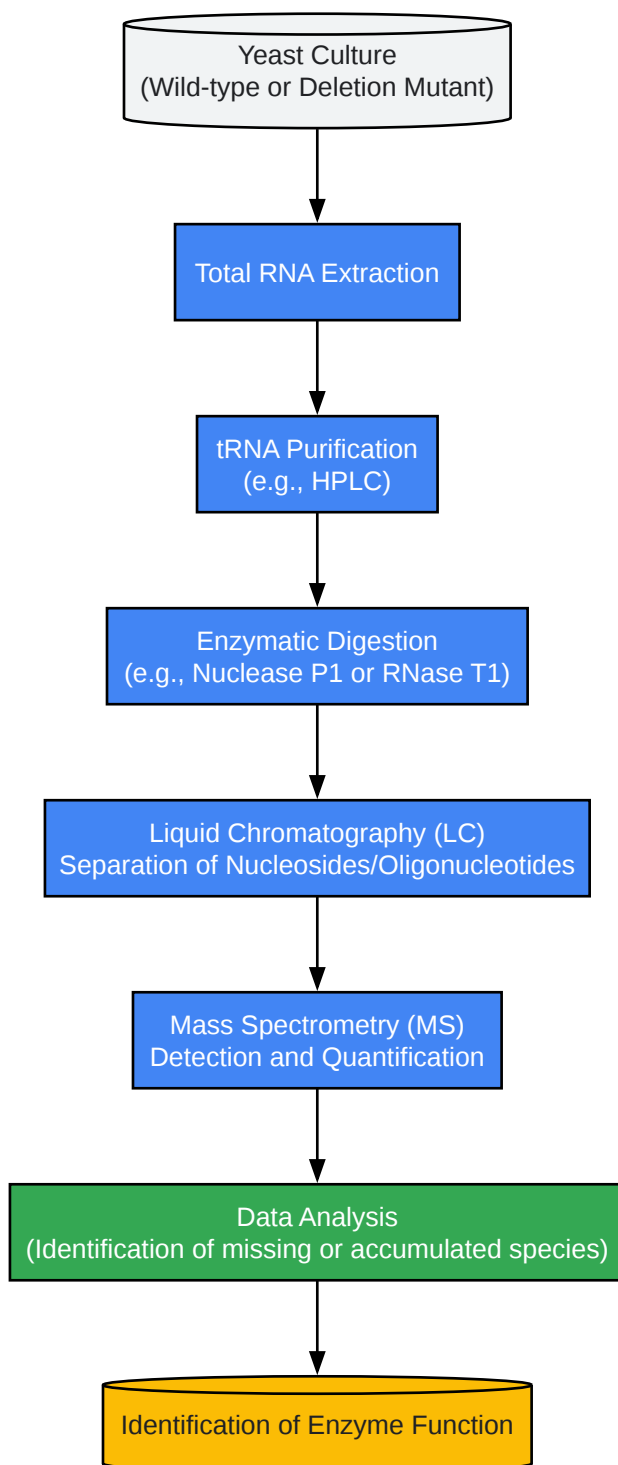 Yeast Culture
(Wild-type or Deletion Mutant)
Total RNA Extraction
tRNA Purification
(e.g., HPLC)
Enzymatic Digestion
(e.g., Nuclease P1 or RNase T1)
Liquid Chromatography (LC)
Separation of Nucleosides/Oligonucleotides
Mass Spectrometry (MS)
Detection and Quantification
Data Analysis
(Identification of missing or accumulated species)
Identification of Enzyme Function